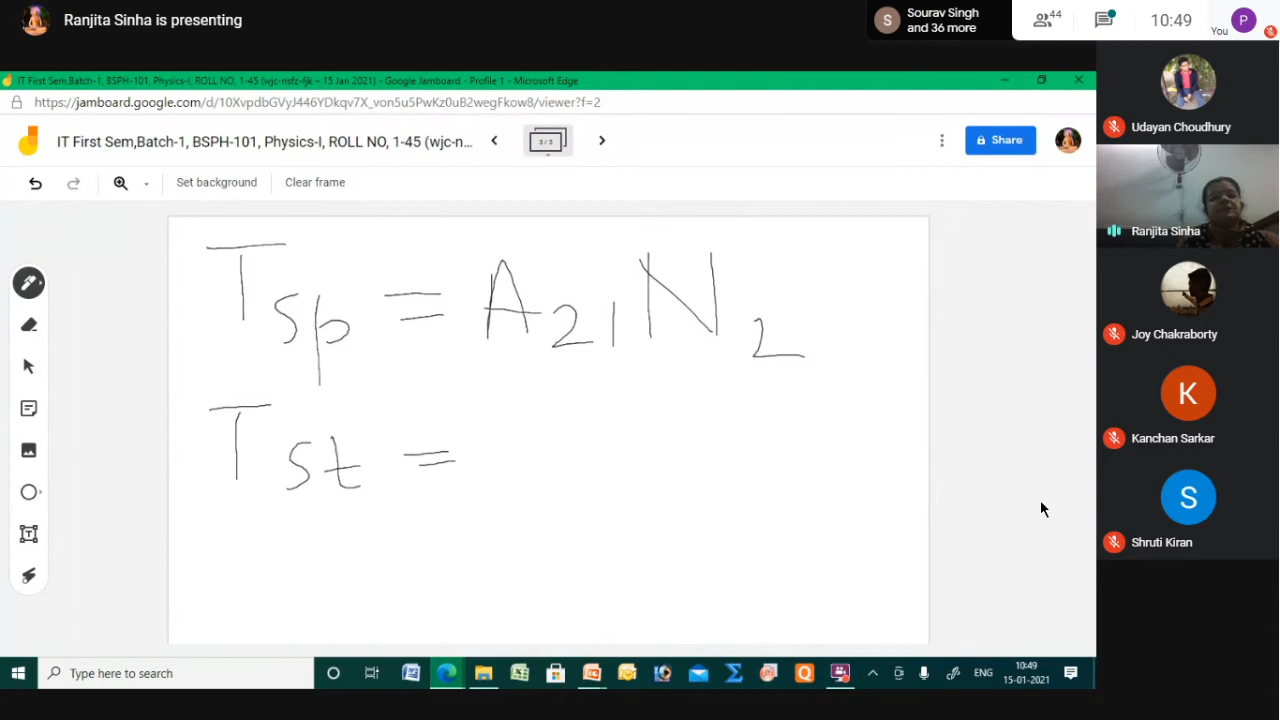 Ranjita Sinha is presenting
S Sourav Singh
and 36 more
44
10:49
You
P
IT First Sem,Batch-1, BSPH-101, Physics-I, ROLL NO, 1-45 (wjc-nsfz-fjk – 15 Jan 2021) - Google Jamboard - Profile 1 - Microsoft Edge
https://jamboard.google.com/d/10XvpdbGVyJ446YDkqv7X_von5u5PwKz0uB2wegFkow8/viewer?f=2
IT First Sem,Batch-1, BSPH-101, Physics-I, ROLL NO, 1-45 (wjc-n...
3/3
Share
Set background
Clear frame
Tsp = A21N2
Tst =
Udayan Choudhury
Ranjita Sinha
Joy Chakraborty
K
Kanchan Sarkar
S
Shruti Kiran
Type here to search
ENG
10:49
15-01-2021